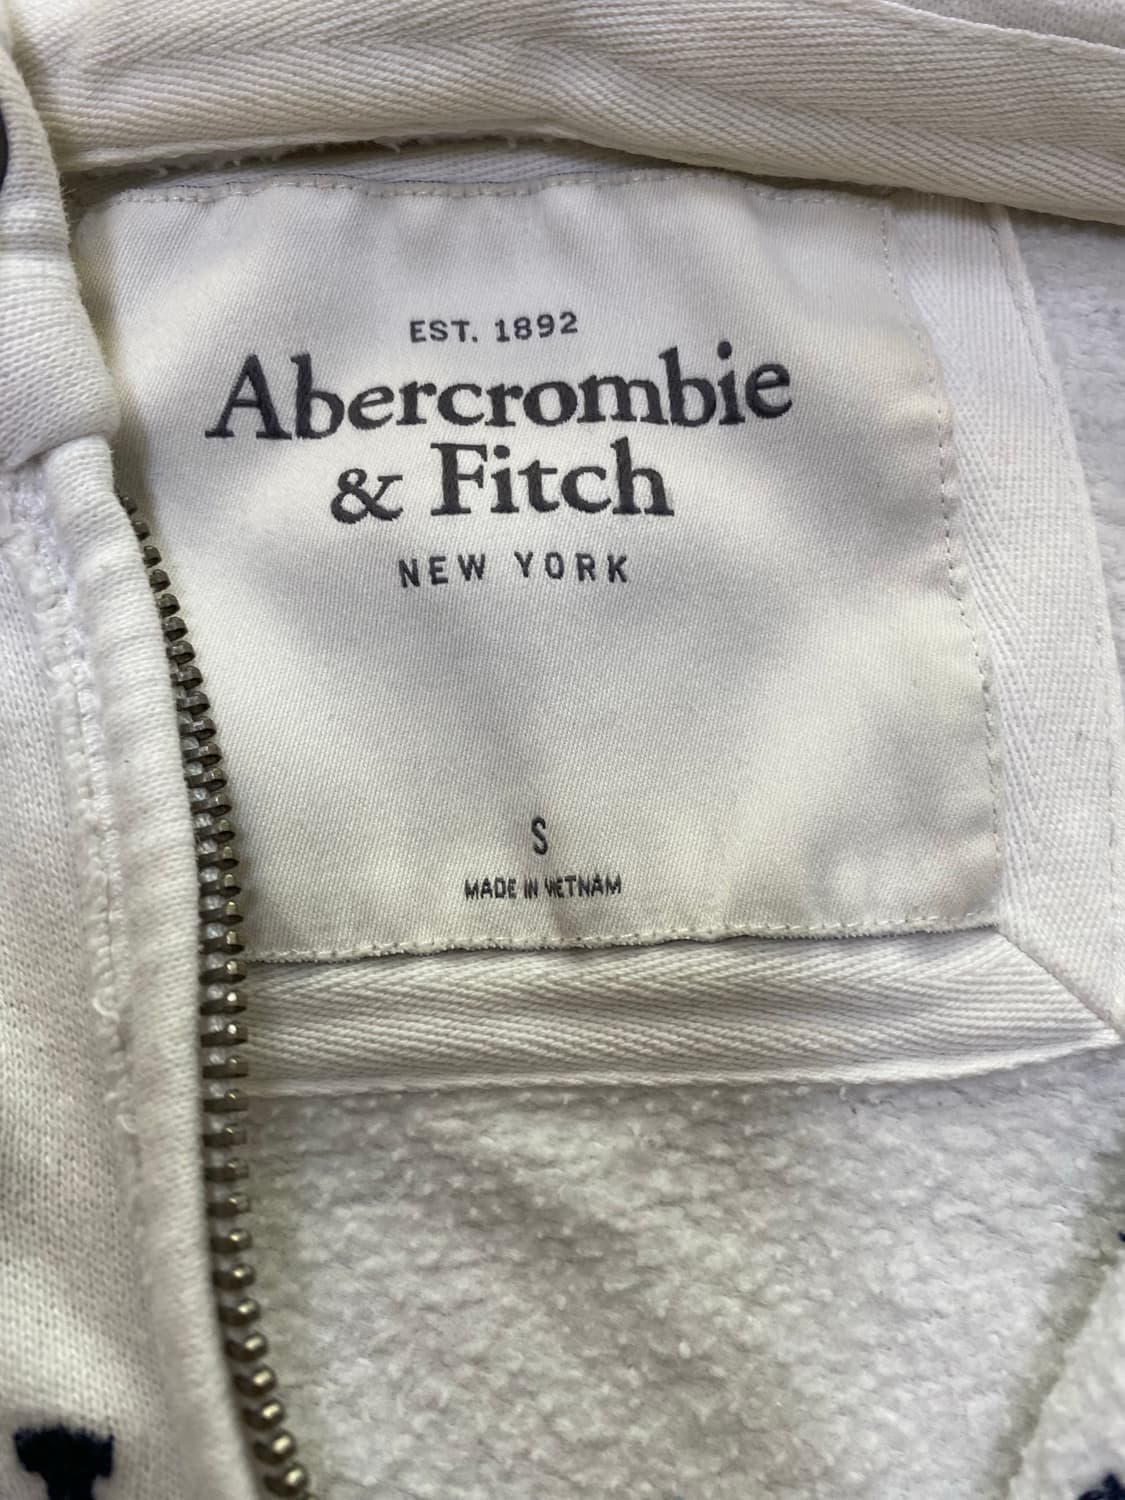 EST. 1892
Abercrombie
& Fitch
NEW YORK
S
MADE IN VIETNAM